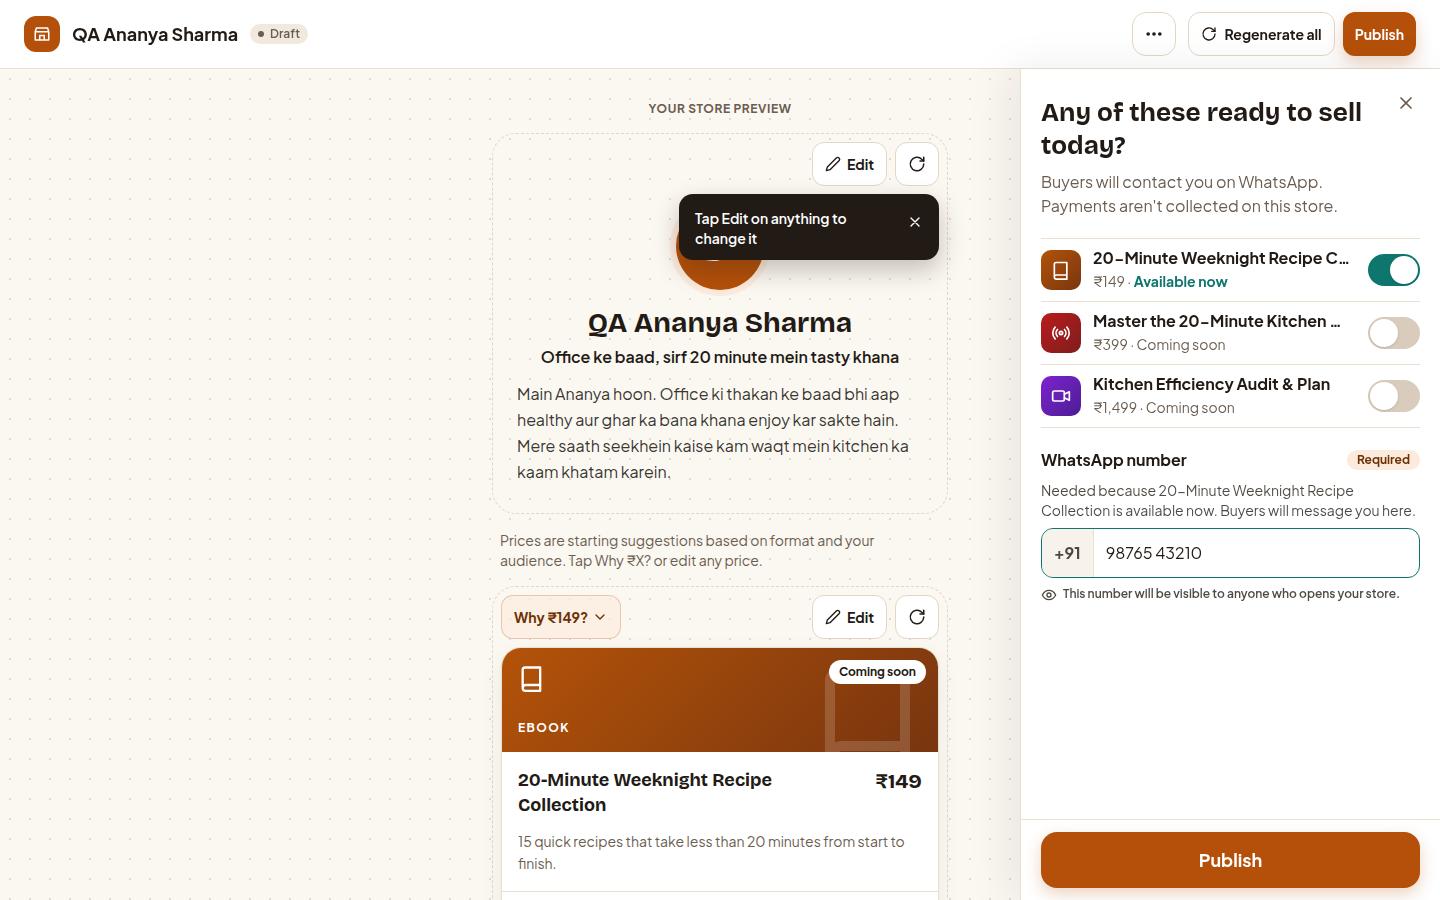 QA Ananya Sharma
Draft
Regenerate all
Publish
YOUR STORE PREVIEW
Edit
Tap Edit on anything to
change it
QA Ananya Sharma
Office ke baad, sirf 20 minute mein tasty khana
Main Ananya hoon. Office ki thakan ke baad bhi aap
healthy aur ghar ka bana khana enjoy kar sakte hain.
Mere saath seekhein kaise kam waqt mein kitchen ka
kaam khatam karein.
Prices are starting suggestions based on format and your
audience. Tap Why ₹X? or edit any price.
Why ₹149?
Edit
Coming soon
EBOOK
20-Minute Weeknight Recipe
Collection
₹149
15 quick recipes that take less than 20 minutes from start to
finish.
Any of these ready to sell
today?
Buyers will contact you on WhatsApp.
Payments aren't collected on this store.
20-Minute Weeknight Recipe C...
₹149 · Available now
Master the 20-Minute Kitchen ...
₹399 · Coming soon
Kitchen Efficiency Audit & Plan
₹1,499 · Coming soon
WhatsApp number
Required
Needed because 20-Minute Weeknight Recipe
Collection is available now. Buyers will message you here.
+91
98765 43210
This number will be visible to anyone who opens your store.
Publish